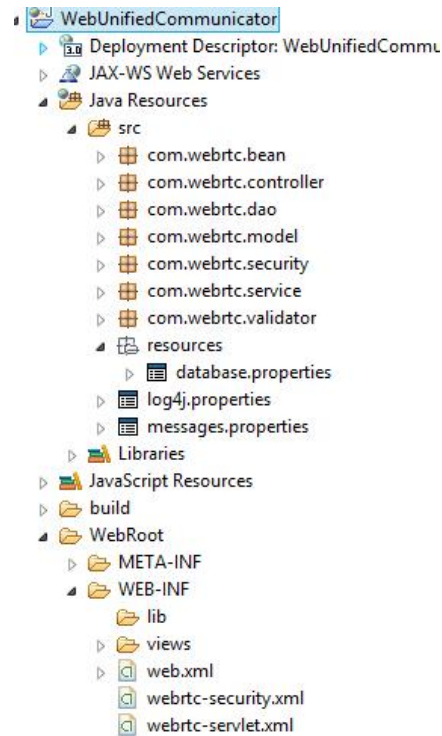 WebUnifiedCommunicator
3.0 Deployment Descriptor: WebUnifiedCommu
JAX-WS Web Services
Java Resources
src
com.webrtc.bean
com.webrtc.controller
com.webrtc.dao
com.webrtc.model
com.webrtc.security
com.webrtc.service
com.webrtc.validator
resources
database.properties
log4j.properties
messages.properties
Libraries
JavaScript Resources
build
WebRoot
META-INF
WEB-INF
lib
views
web.xml
webrtc-security.xml
webrtc-servlet.xml